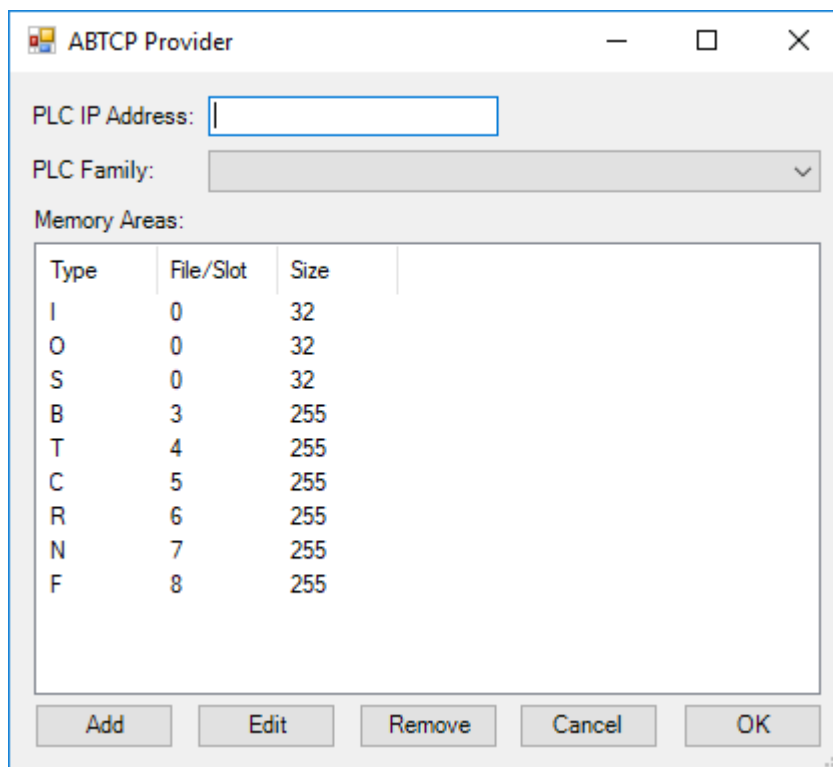 ABTCP Provider
PLC IP Address:
PLC Family:
Memory Areas:
Type File/Slot Size
I 0 32
O 0 32
S 0 32
B 3 255
T 4 255
C 5 255
R 6 255
N 7 255
F 8 255
Add Edit Remove Cancel OK